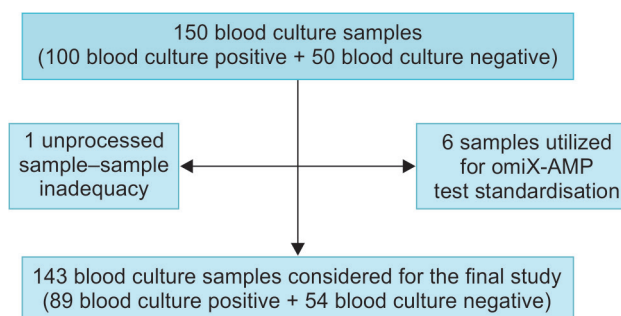 150 blood culture samples
(100 blood culture positive + 50 blood culture negative)
1 unprocessed
sample–sample
inadequacy
6 samples utilized
for omiX-AMP
test standardisation
143 blood culture samples considered for the final study
(89 blood culture positive + 54 blood culture negative)